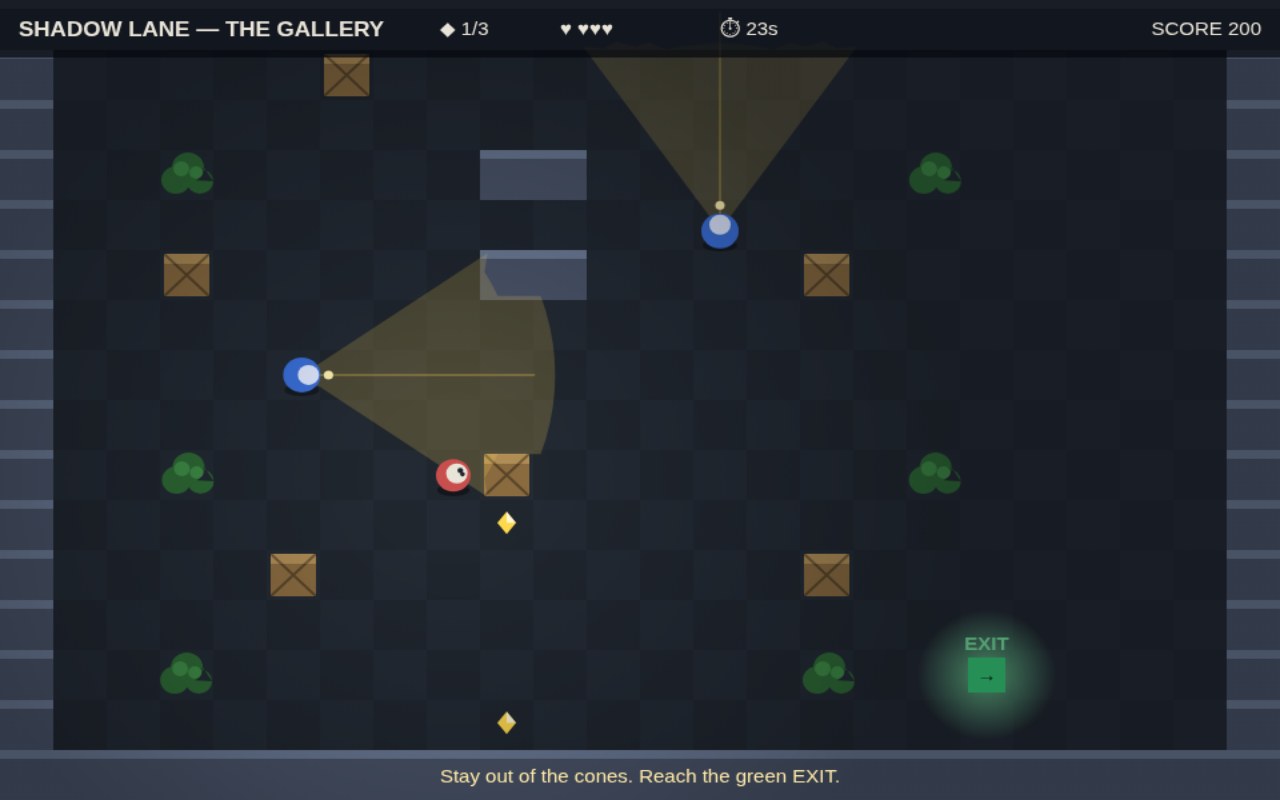 SHADOW LANE — THE GALLERY ◆ 1/3 ♥ ♥♥♥ ⏱ 23s SCORE 200
EXIT
→
Stay out of the cones. Reach the green EXIT.